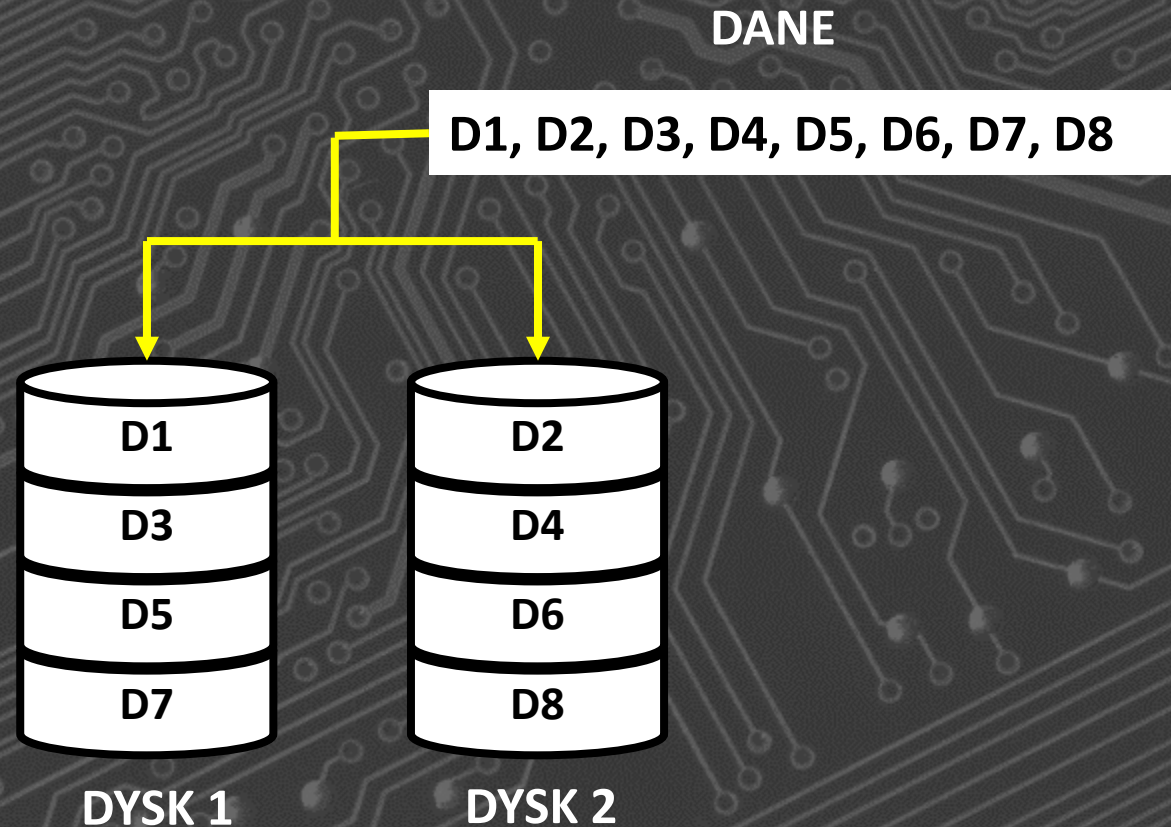 DANE
D1, D2, D3, D4, D5, D6, D7, D8
D1
D3
D5
D7
DYSK 1
D2
D4
D6
D8
DYSK 2